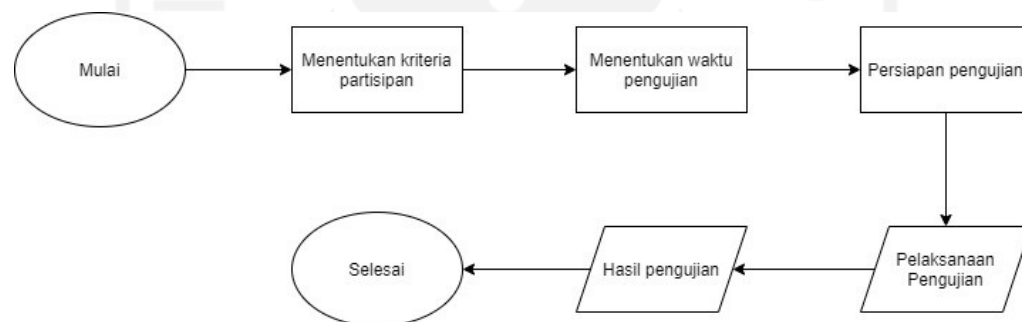 Mulai
Menentukan kriteria
partisipan
Menentukan waktu
pengujian
Persiapan pengujian
Pelaksanaan
Pengujian
Hasil pengujian
Selesai